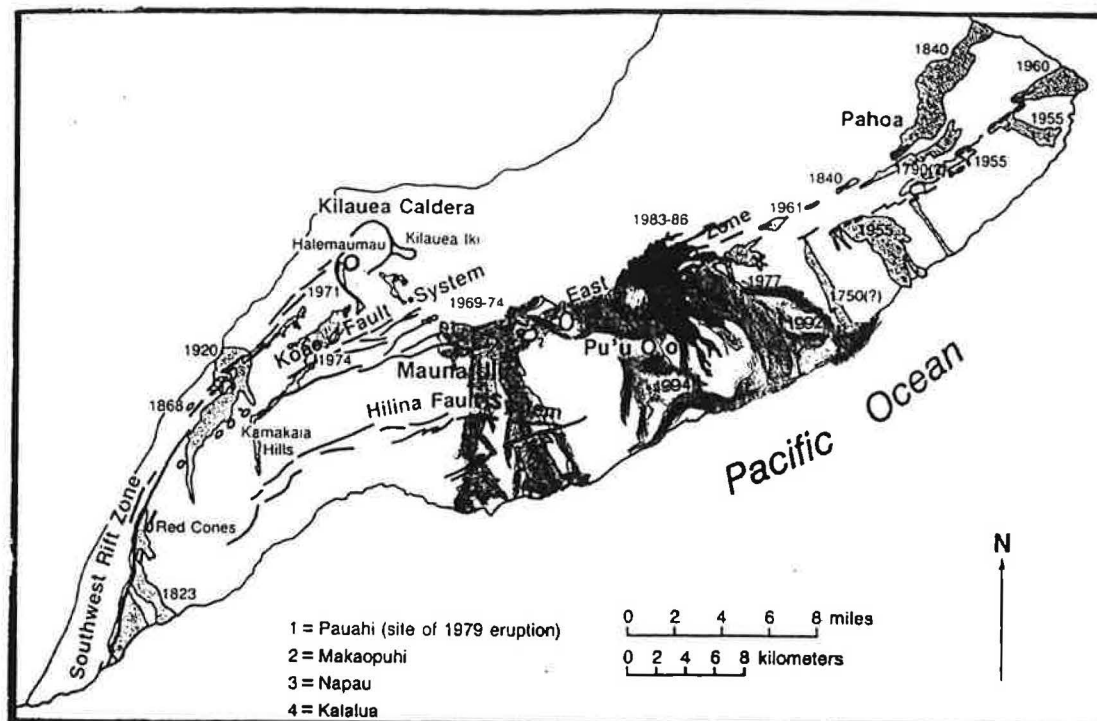 1840
1960
Pahoa
1955
1790(?)
1955
1840
Kilauea Caldera
1961
1983-86
Zone
Halemaumau
Kilauea Iki
1955
System
1971
1969-74
East
1977
1750(?)
Fault
Koae
1992
1920
1974
Pu'u O o
Mauna Ulu
1994
1868
Hilina Fault System
Kamakaia
Hills
Pacific Ocean
Southwest Rift Zone
Red Cones
N
1823
1 = Pauahi (site of 1979 eruption)
0 2 4 6 8 miles
2 = Makaopuhi
0 2 4 6 8 kilometers
3 = Napau
4 = Kalalua